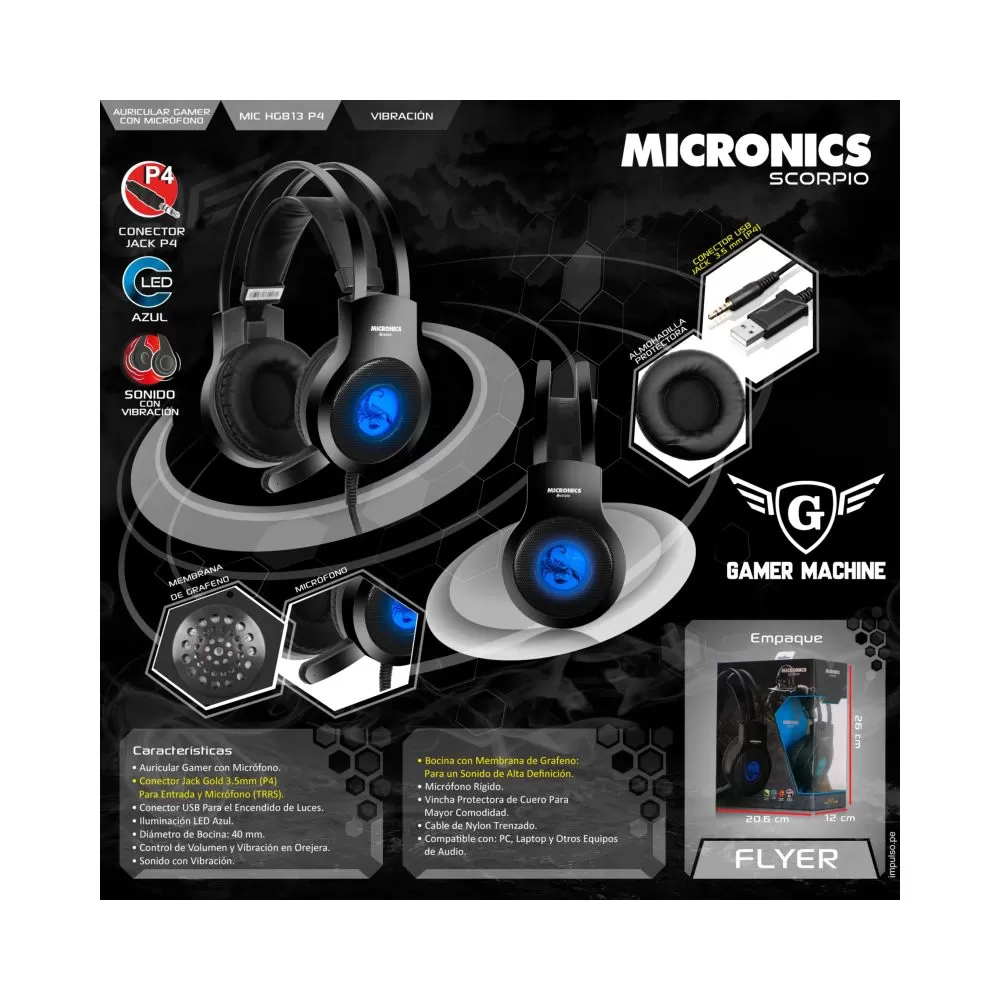 AURICULAR GAMER
CON MICRÓFONO
MIC HG813 P4
VIBRACIÓN
MICRONICS
SCORPIO
P4
CONECTOR
JACK P4
LED
AZUL
SONIDO
CON
VIBRACIÓN
CONECTOR USB
JACK 3.5 mm (P4)
ALMOHADILLA
PROTECTORA
MICRONICS
MICRONICS
G
GAMER MACHINE
MEMBRANA
DE GRAFENO
MICRÓFONO
Empaque
MICRONICS
MICRONICS
26 cm
20.6 cm
12 cm
FLYER
impulso.pe
Características
• Auricular Gamer con Micrófono.
• Conector Jack Gold 3.5mm (P4)
Para Entrada y Micrófono (TRRS).
• Conector USB Para el Encendido de Luces.
• Iluminación LED Azul.
• Diámetro de Bocina: 40 mm.
• Control de Volumen y Vibración en Orejera.
• Sonido con Vibración.
• Bocina con Membrana de Grafeno:
Para un Sonido de Alta Definición.
• Micrófono Rígido.
• Vincha Protectora de Cuero Para
Mayor Comodidad.
• Cable de Nylon Trenzado.
• Compatible con: PC, Laptop y Otros Equipos
de Audio.